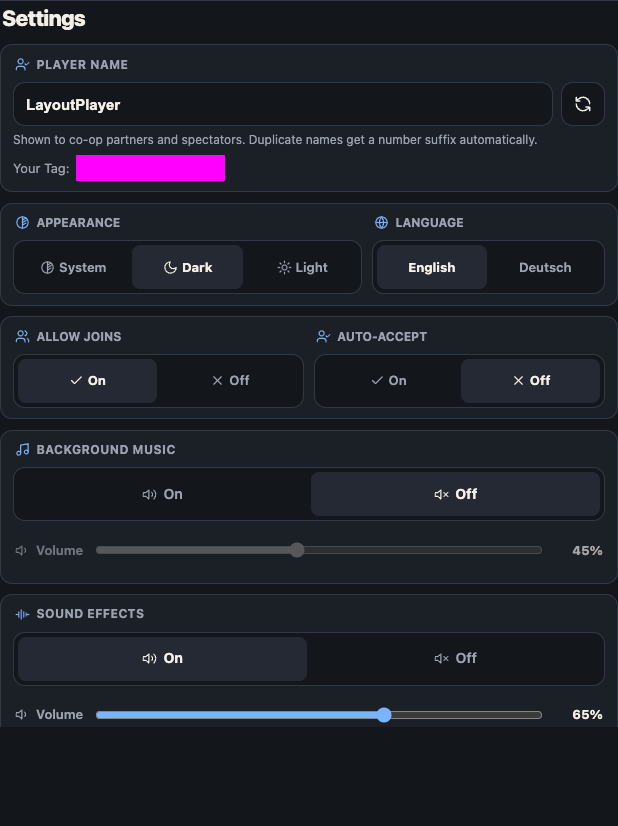 Settings
PLAYER NAME
LayoutPlayer
Shown to co-op partners and spectators. Duplicate names get a number suffix automatically.
Your Tag:
APPEARANCE
System Dark Light
LANGUAGE
English Deutsch
ALLOW JOINS
On Off
AUTO-ACCEPT
On Off
BACKGROUND MUSIC
On Off
Volume 45%
SOUND EFFECTS
On Off
Volume 65%